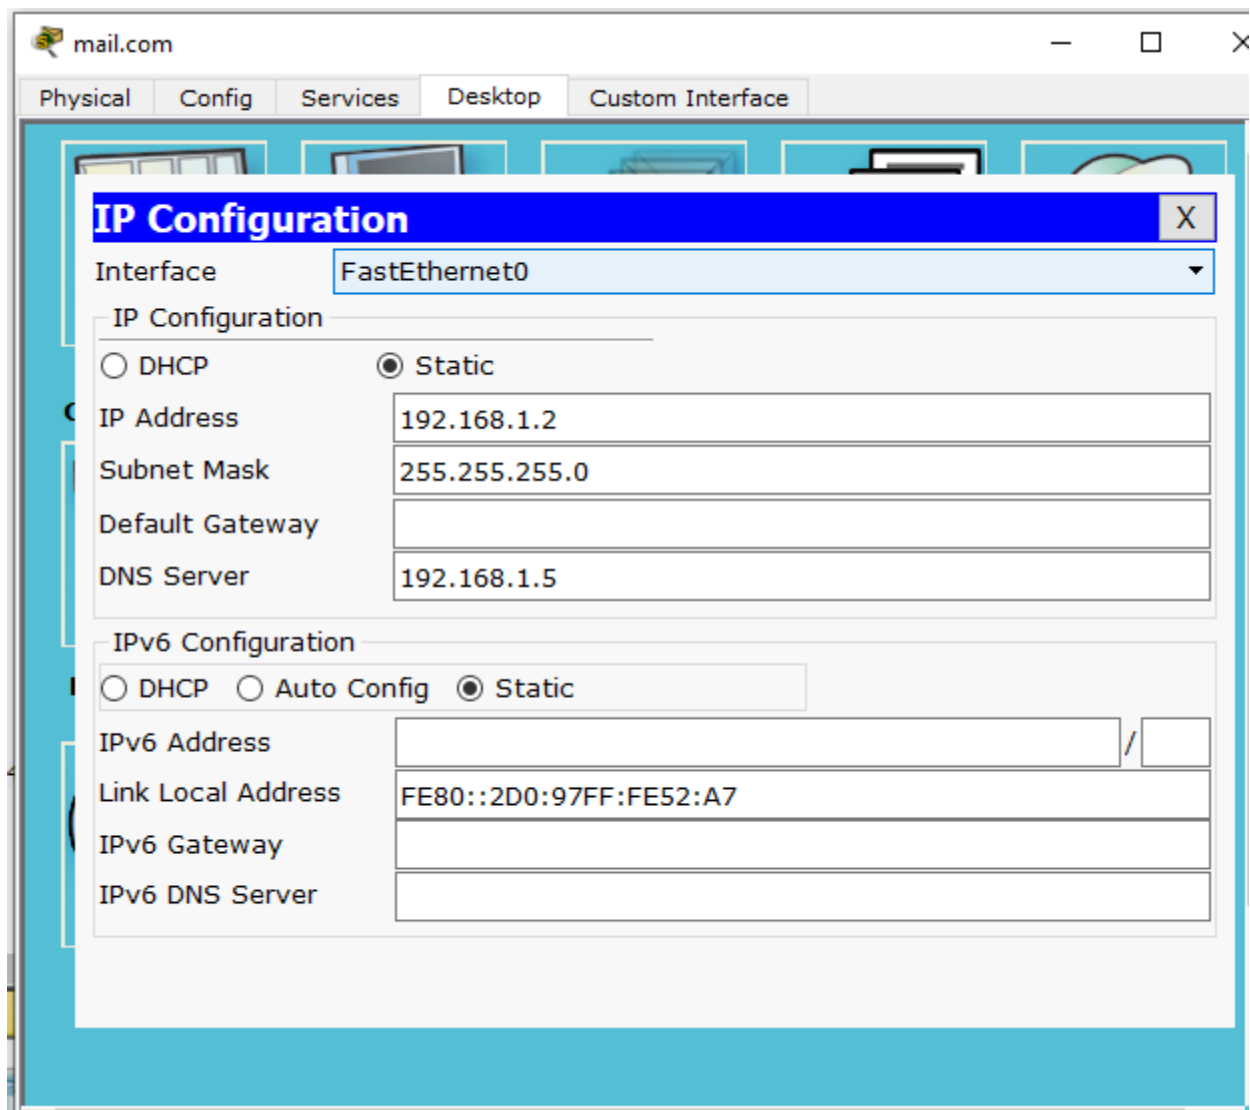 mail.com
Physical Config Services Desktop Custom Interface
IP Configuration X
Interface FastEthernet0
IP Configuration
DHCP Static
IP Address 192.168.1.2
Subnet Mask 255.255.255.0
Default Gateway
DNS Server 192.168.1.5
IPv6 Configuration
DHCP Auto Config Static
IPv6 Address /
Link Local Address FE80::2D0:97FF:FE52:A7
IPv6 Gateway
IPv6 DNS Server